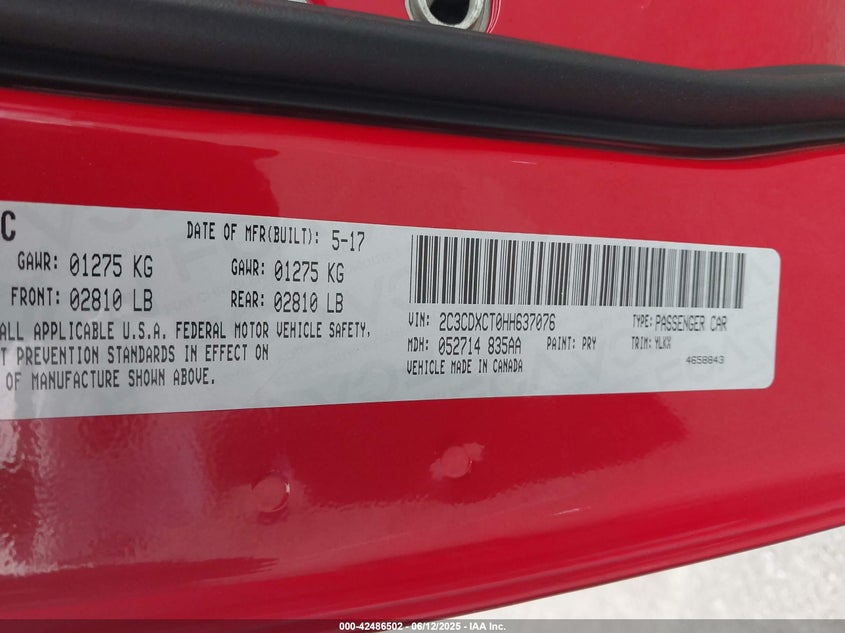 C
DATE OF MFR(BUILT): 5-17
GAWR: 01275 KG GAWR: 01275 KG
FRONT: 02810 LB REAR: 02810 LB
ALL APPLICABLE U.S.A. FEDERAL MOTOR VEHICLE SAFETY,
PREVENTION STANDARDS IN EFFECT ON
OF MANUFACTURE SHOWN ABOVE.
VIN: 2C3CDXCT0HH637076 TYPE: PASSENGER CAR
MDH: 052714 835AA PAINT: PRY TRIM: YLKX
VEHICLE MADE IN CANADA 4658843
000-42486502 - 06/12/2025 - IAA Inc.